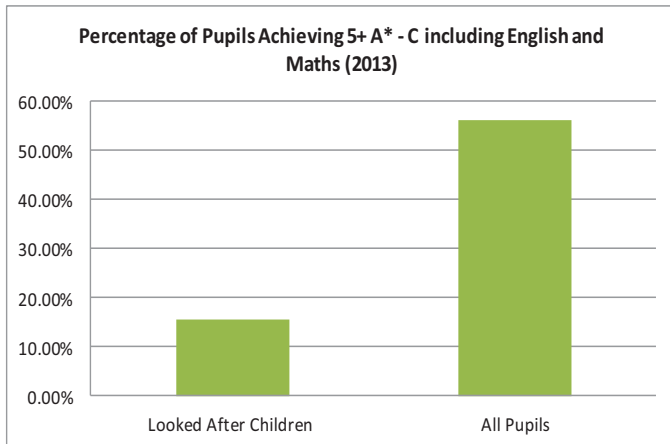 Percentage of Pupils Achieving 5+ A* - C including English and
Maths (2013)
60.00%
50.00%
40.00%
30.00%
20.00%
10.00%
0.00%
Looked After Children
All Pupils